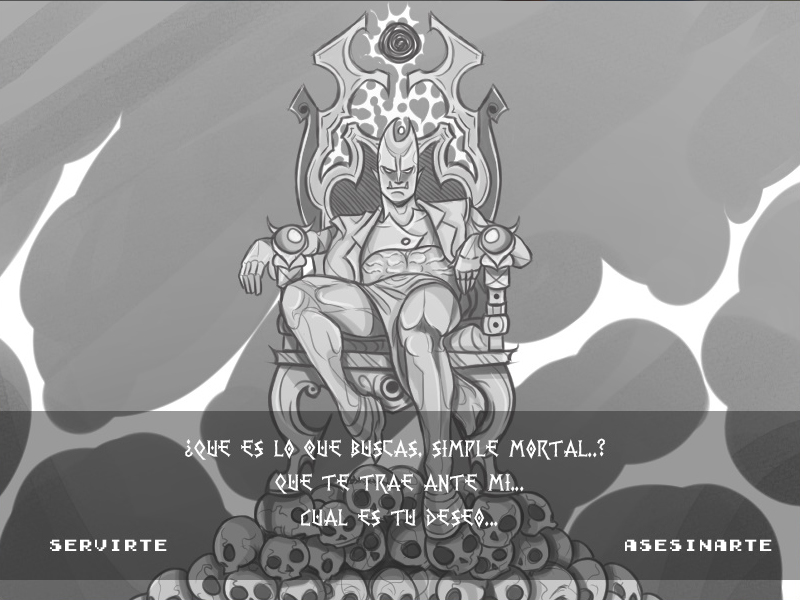 ¿QUE ES LO QUE BUSCAS, SIMPLE MORTAL..?
QUE TE TRAE ANTE MI...
CUAL ES TU DESEO...
SERVIRTE
ASESINARTE